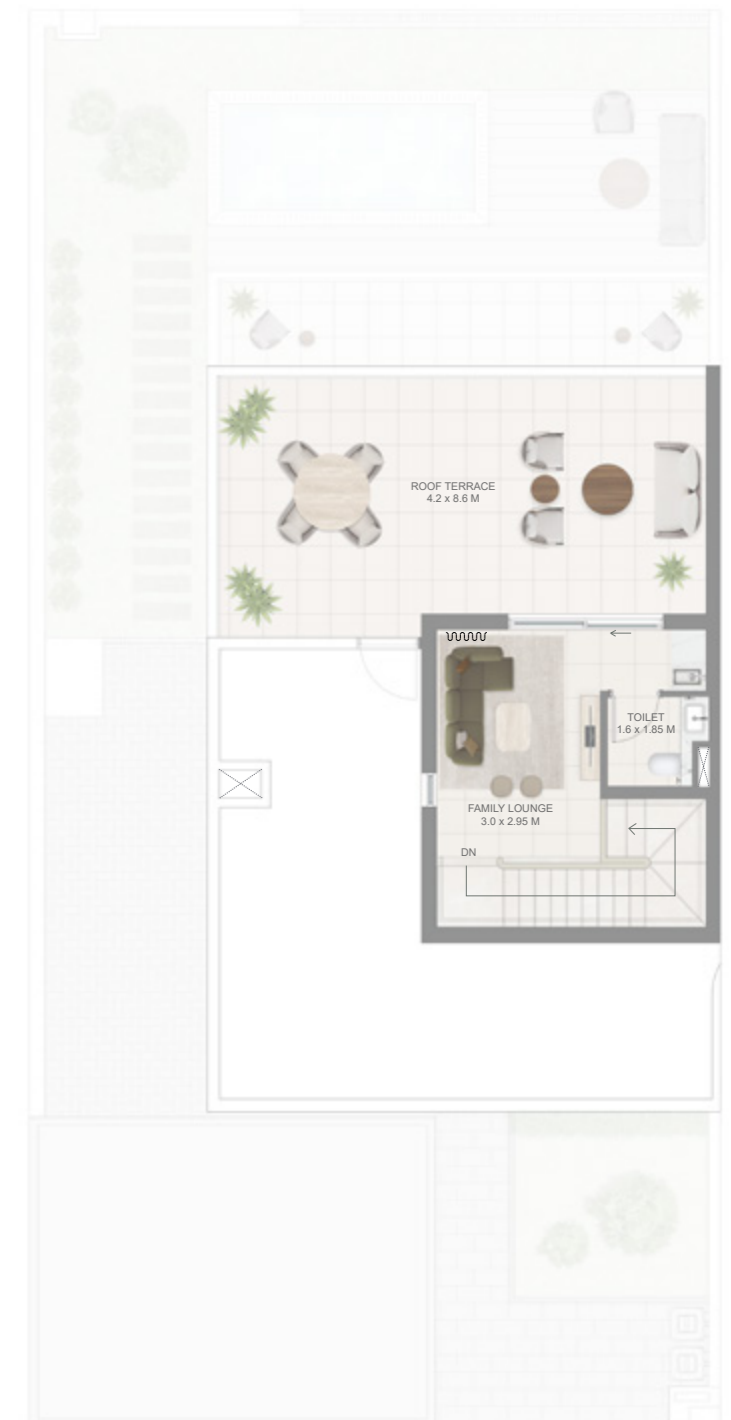 ROOF TERRACE
4.2 x 8.6 M
TOILET
1.6 x 1.85 M
FAMILY LOUNGE
3.0 x 2.95 M
DN